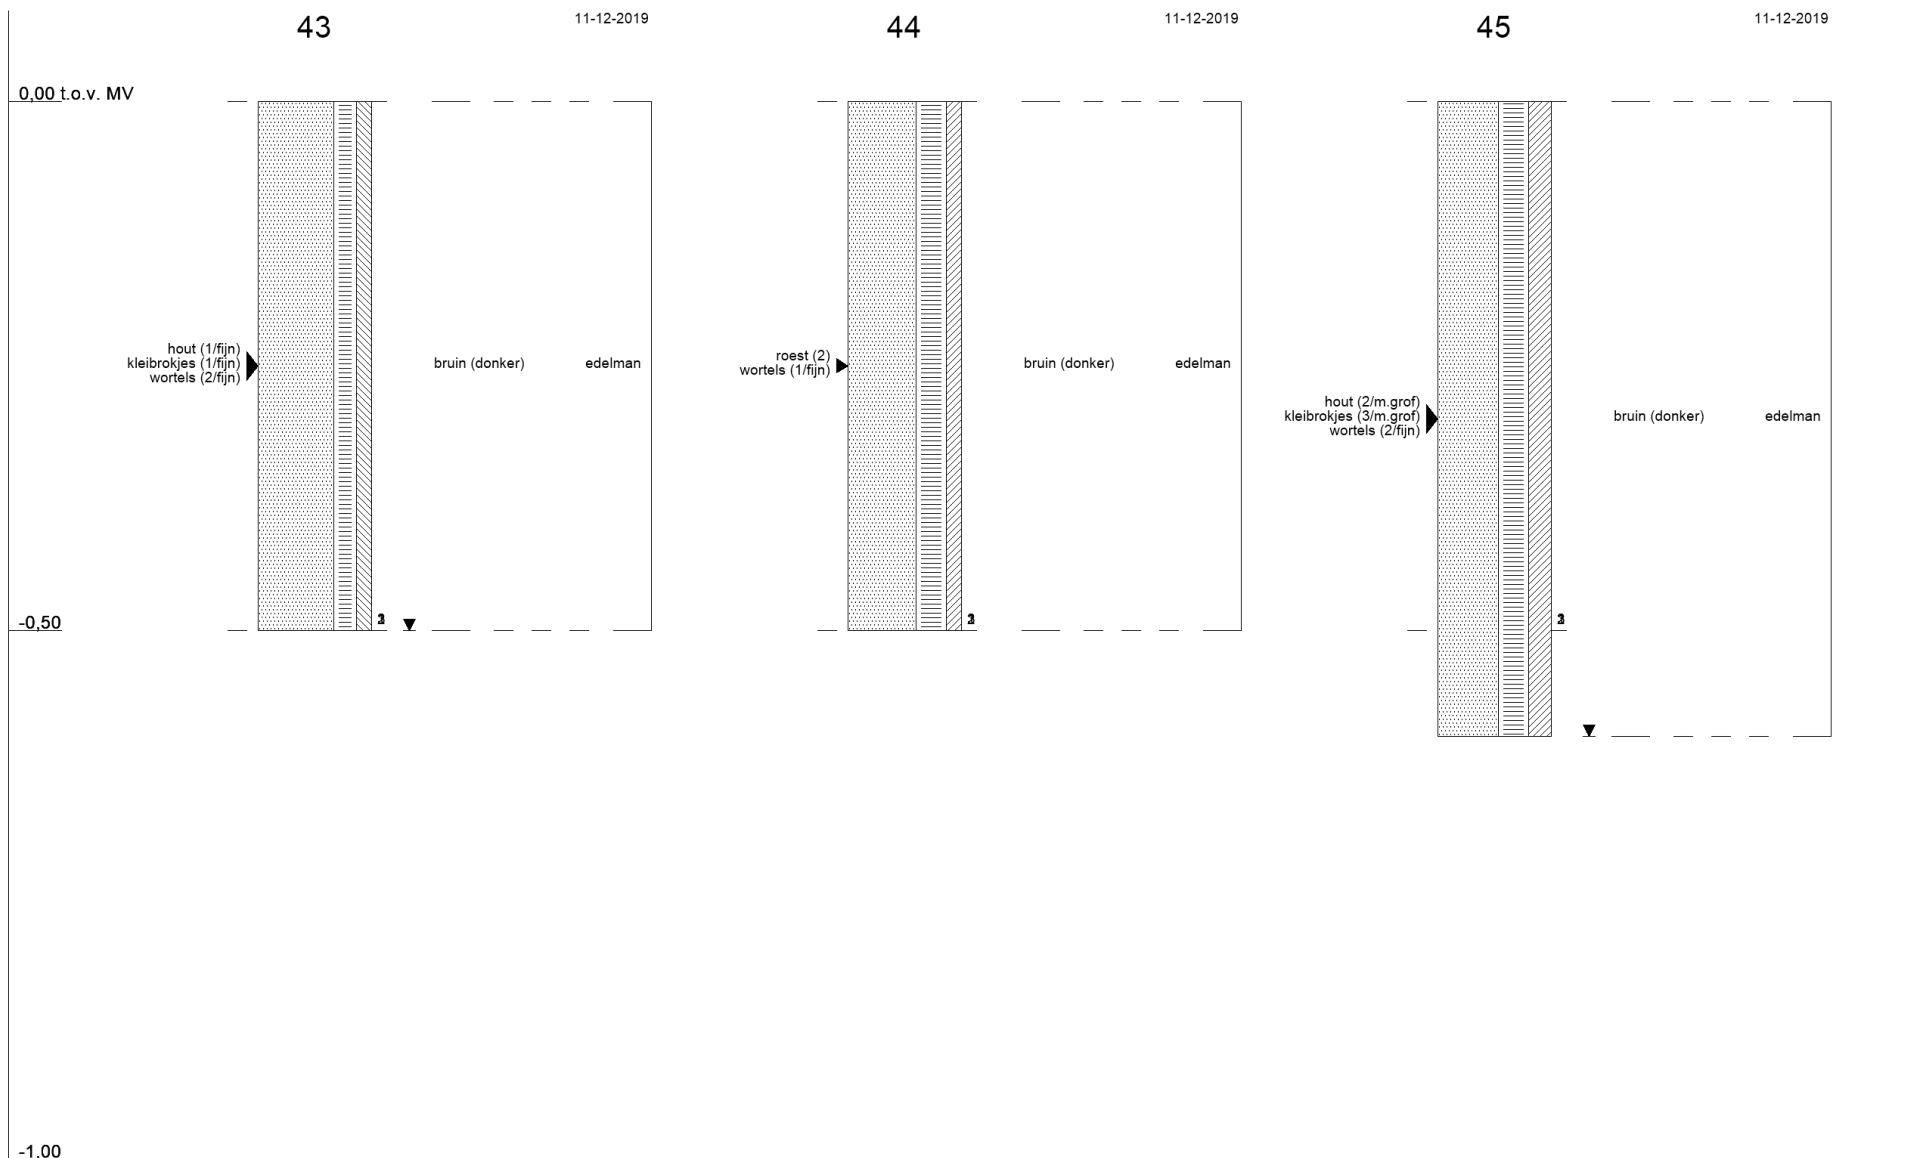 43
11-12-2019
44
11-12-2019
45
11-12-2019
0,00 t.o.v. MV
hout (1/fijn)
kleibrokjes (1/fijn)
wortels (2/fijn)
bruin (donker)
edelman
roest (2)
wortels (1/fijn)
bruin (donker)
edelman
hout (2/m.grof)
kleibrokjes (3/m.grof)
wortels (2/fijn)
bruin (donker)
edelman
-0,50
-1,00